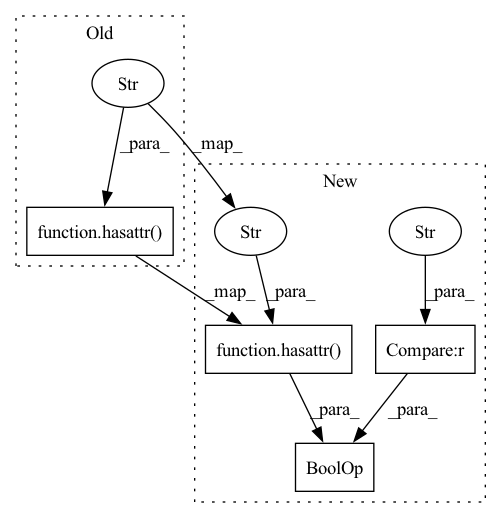 Old
Str
_para_
_map_
New
function.hasattr()
Str
Str
_map_
_para_
_para_
function.hasattr()
Compare:r
_para_
_para_
BoolOp